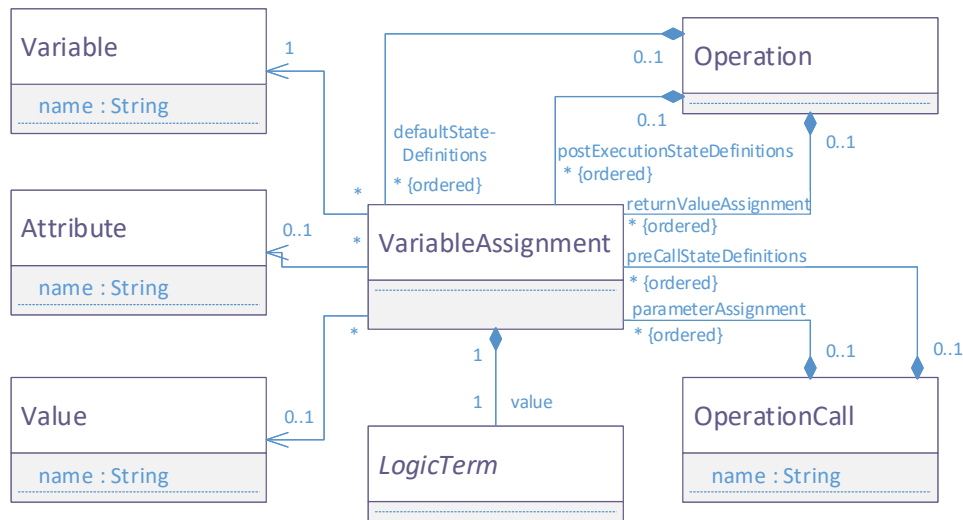 Variable
1
name : String
Operation
0..1
0..1
0..1
defaultState-
Definitions
* {ordered}
postExecutionStateDefinitions
* {ordered}
returnValueAssignment
* {ordered}
Attribute
0..1
name : String
*
*
*
VariableAssignment
preCallStateDefinitions
* {ordered}
parameterAssignment
* {ordered}
0..1
0..1
Value
0..1
name : String
1
1
value
LogicTerm
OperationCall
name : String